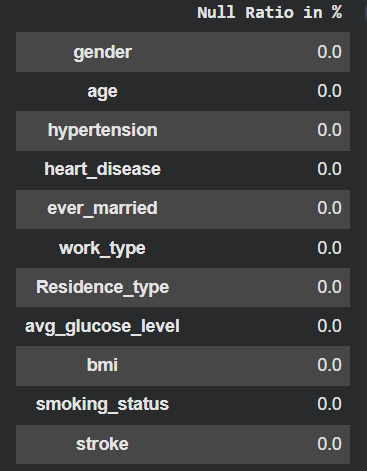 Null Ratio in %
gender 0.0
age 0.0
hypertension 0.0
heart_disease 0.0
ever_married 0.0
work_type 0.0
Residence_type 0.0
avg_glucose_level 0.0
bmi 0.0
smoking_status 0.0
stroke 0.0